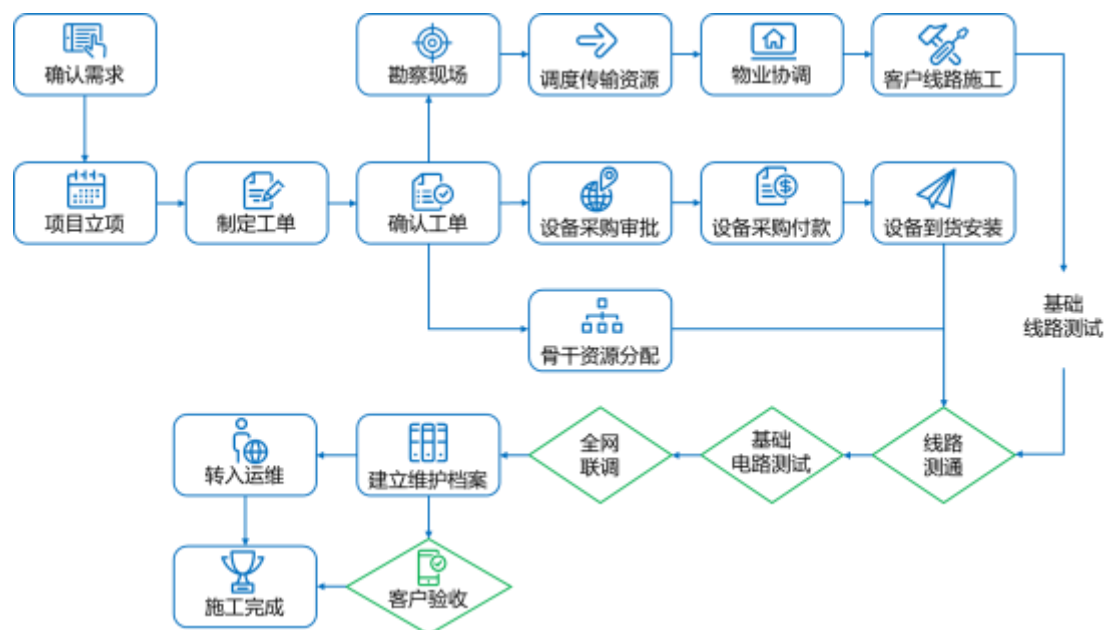 确认需求
勘察现场
调度传输资源
物业协调
客户线路施工
项目立项
制定工单
确认工单
设备采购审批
设备采购付款
设备到货安装
骨干资源分配
基础
线路测试
转入运维
建立维护档案
全网
联调
基础
电路测试
线路
测通
施工完成
客户验收